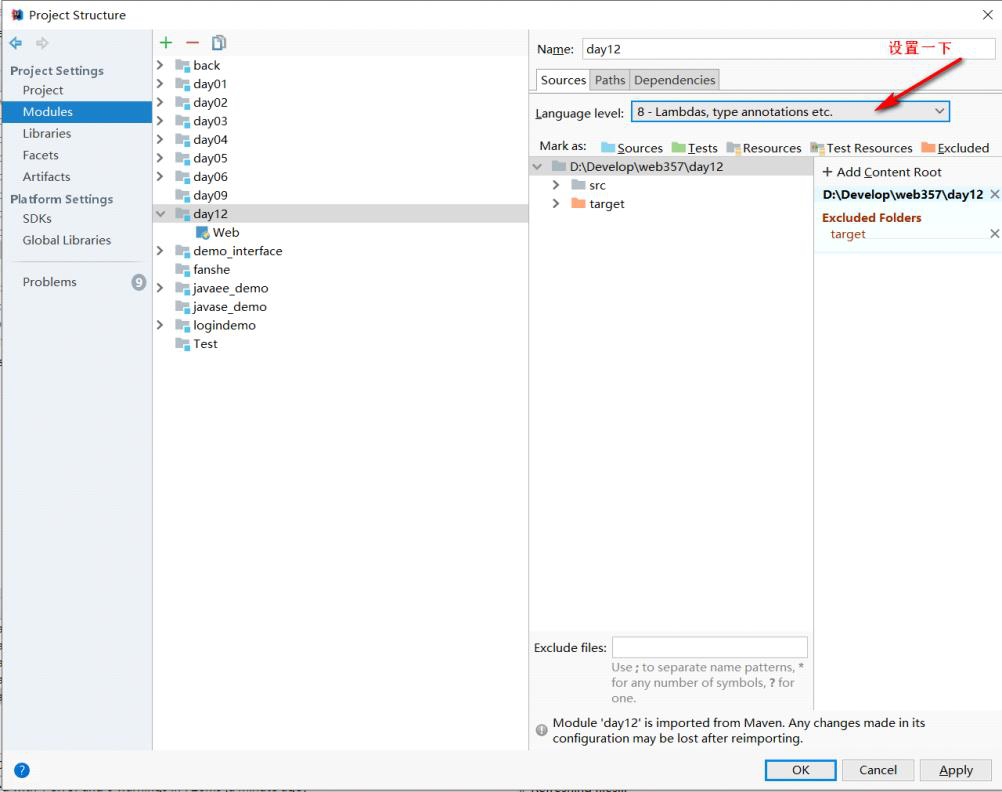 Project Structure
Project Settings
Project
Modules
Libraries
Facets
Artifacts
Platform Settings
SDKs
Global Libraries
Problems
9
back
day01
day02
day03
day04
day05
day06
day09
day12
Web
demo_interface
fanshe
javaee_demo
javase_demo
logindemo
Test
Name: day12
设置一下
Sources Paths Dependencies
Language level: 8 - Lambdas, type annotations etc.
Mark as: Sources Tests Resources Test Resources Excluded
D:\Develop\web357\day12
src
target
+ Add Content Root
D:\Develop\web357\day12
Excluded Folders
target
Exclude files:
Use ; to separate name patterns, *
for any number of symbols, ? for
one.
Module 'day12' is imported from Maven. Any changes made in its
configuration may be lost after reimporting.
?
OK Cancel Apply